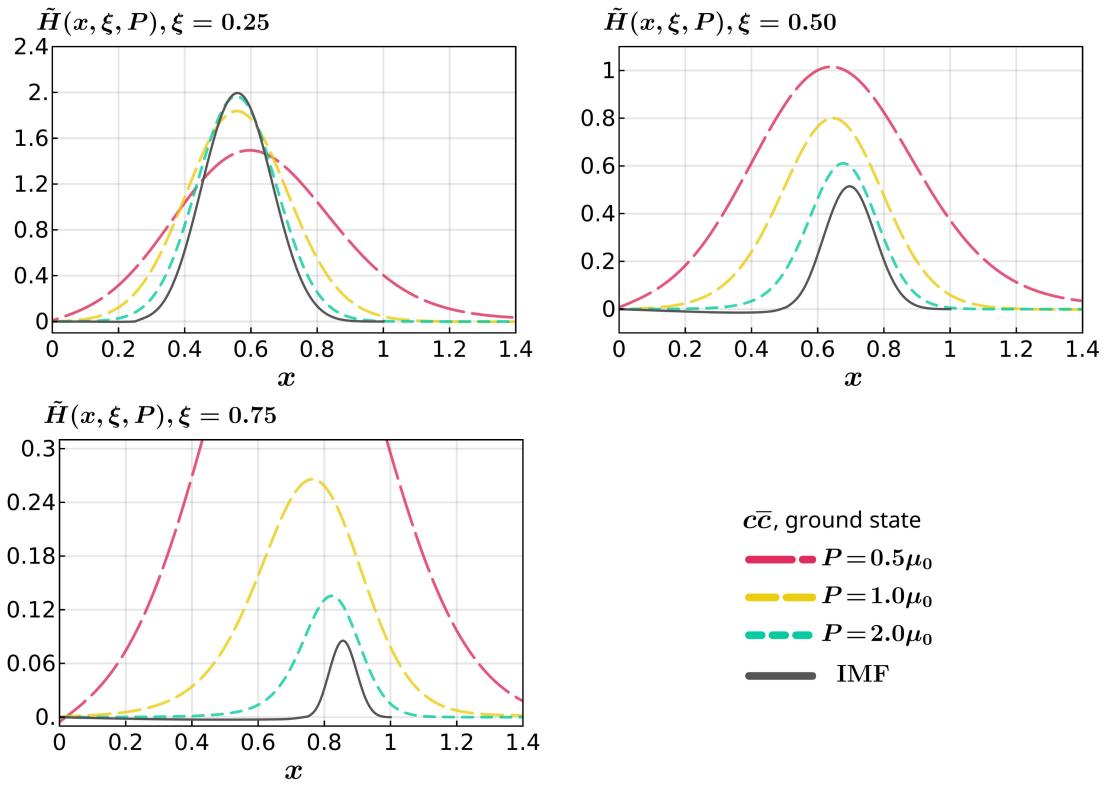 H̃(x, ξ, P), ξ = 0.25
2.4
2.
1.6
1.2
0.8
0.4
0
0 0.2 0.4 0.6 0.8 1 1.2 1.4
x
H̃(x, ξ, P), ξ = 0.50
1
0.8
0.6
0.4
0.2
0
0 0.2 0.4 0.6 0.8 1 1.2 1.4
x
H̃(x, ξ, P), ξ = 0.75
0.3
0.24
0.18
0.12
0.06
0.
0 0.2 0.4 0.6 0.8 1 1.2 1.4
x
cc̄, ground state
P = 0.5μ₀
P = 1.0μ₀
P = 2.0μ₀
IMF